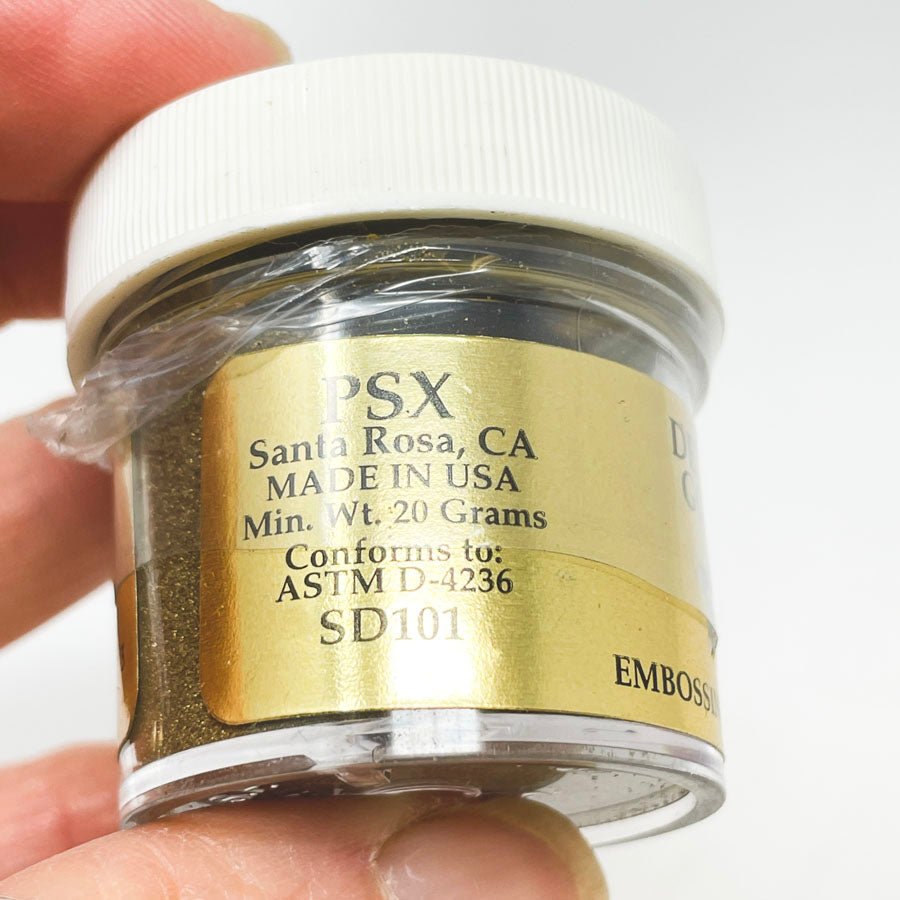 PSX
Santa Rosa, CA
MADE IN USA
Min. Wt. 20 Grams
Conforms to:
ASTM D-4236
SD101